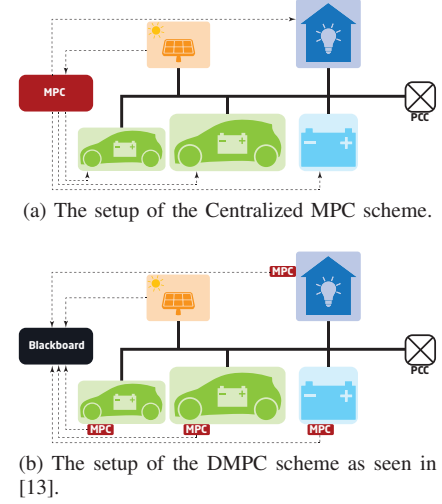 MPC
PCC
(a) The setup of the Centralized MPC scheme.
MPC
Blackboard
PCC
MPC
MPC
MPC
(b) The setup of the DMPC scheme as seen in
[13].